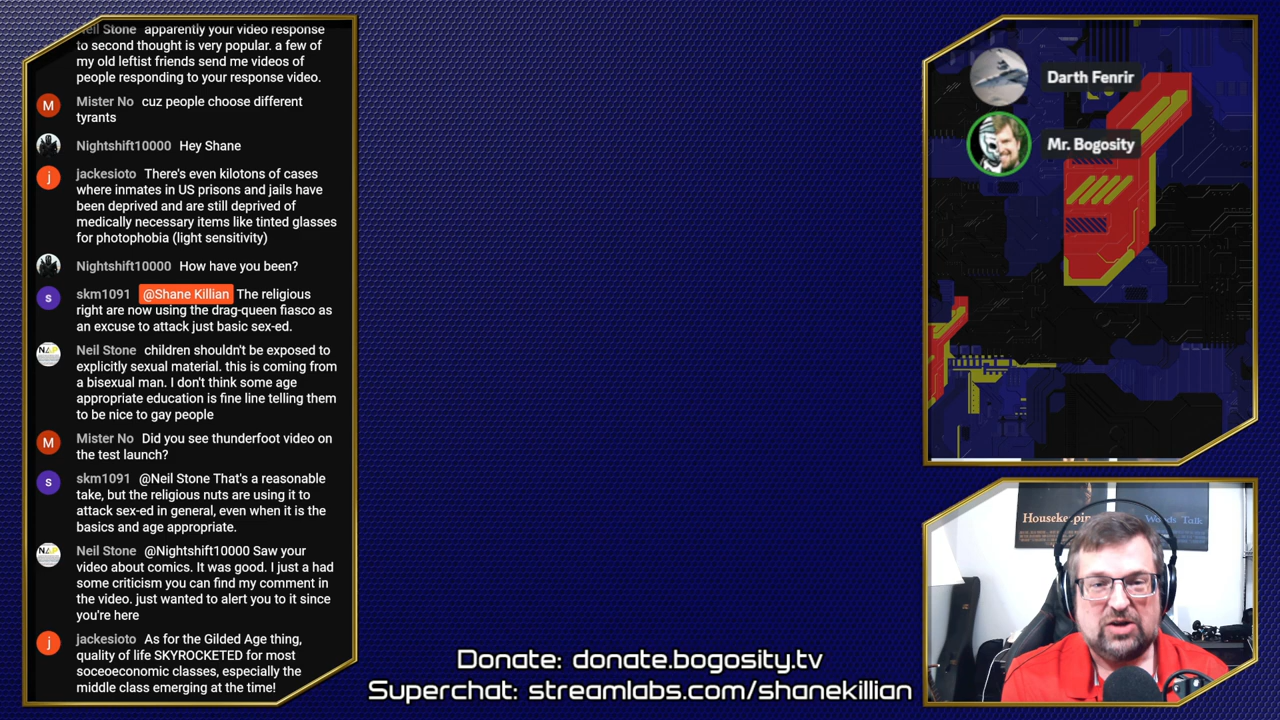 Neil Stone apparently your video response
to second thought is very popular. a few of
my old leftist friends send me videos of
people responding to your response video.
M
Mister No cuz people choose different
tyrants
Nightshift10000 Hey Shane
j
jackesioto There's even kilotons of cases
where inmates in US prisons and jails have
been deprived and are still deprived of
medically necessary items like tinted glasses
for photophobia (light sensitivity)
Nightshift10000 How have you been?
s
skm1091 @Shane Killian The religious
right are now using the drag-queen fiasco as
an excuse to attack just basic sex-ed.
NAP
Neil Stone children shouldn't be exposed to
explicitly sexual material. this is coming from
a bisexual man. I don't think some age
appropriate education is fine line telling them
to be nice to gay people
M
Mister No Did you see thunderfoot video on
the test launch?
s
skm1091 @Neil Stone That's a reasonable
take, but the religious nuts are using it to
attack sex-ed in general, even when it is the
basics and age appropriate.
NAP
Neil Stone @Nightshift10000 Saw your
video about comics. It was good. I just a had
some criticism you can find my comment in
the video. just wanted to alert you to it since
you're here
j
jackesioto As for the Gilded Age thing,
quality of life SKYROCKETED for most
socoeconomic classes, especially the
middle class emerging at the time!
Darth Fenrir
Mr. Bogosity
Housekeeping
Woods Talk
Donate: donate.bogosity.tv
Superchat: streamlabs.com/shanekillian